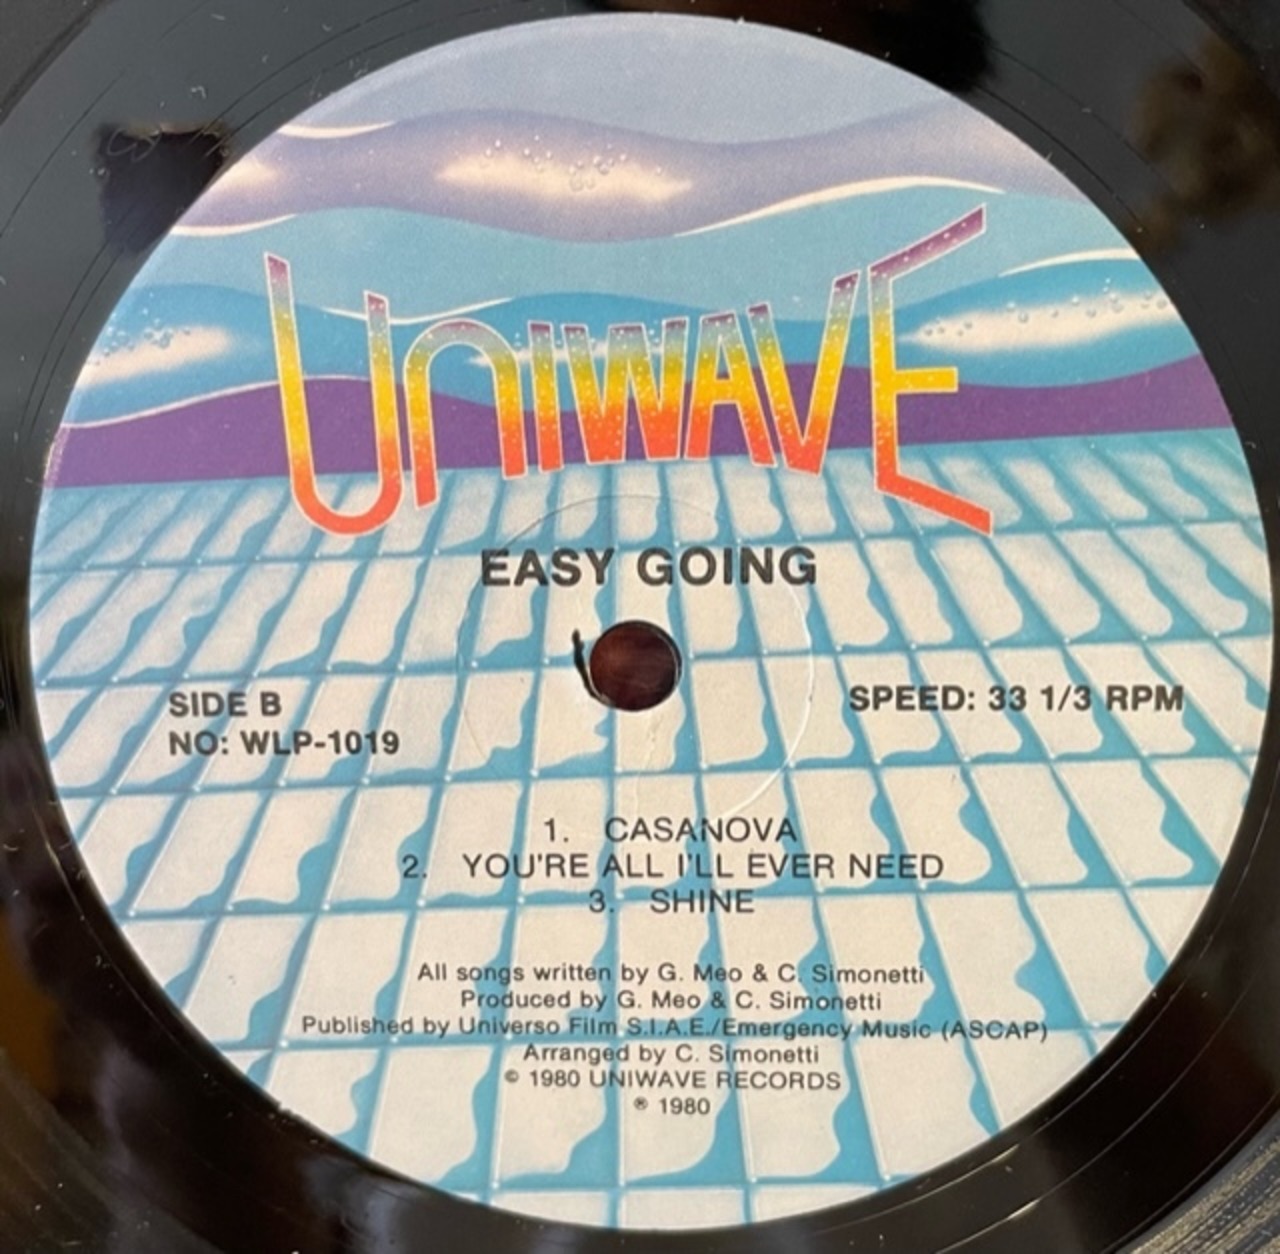 UNIWAVE
EASY GOING
SIDE B
NO: WLP-1019
SPEED: 33 1/3 RPM
1. CASANOVA
2. YOU'RE ALL I'LL EVER NEED
3. SHINE
All songs written by G. Meo & C. Simonetti
Produced by G. Meo & C. Simonetti
Published by Universo Film S.I.A.E./Emergency Music (ASCAP)
Arranged by C. Simonetti
© 1980 UNIWAVE RECORDS
® 1980